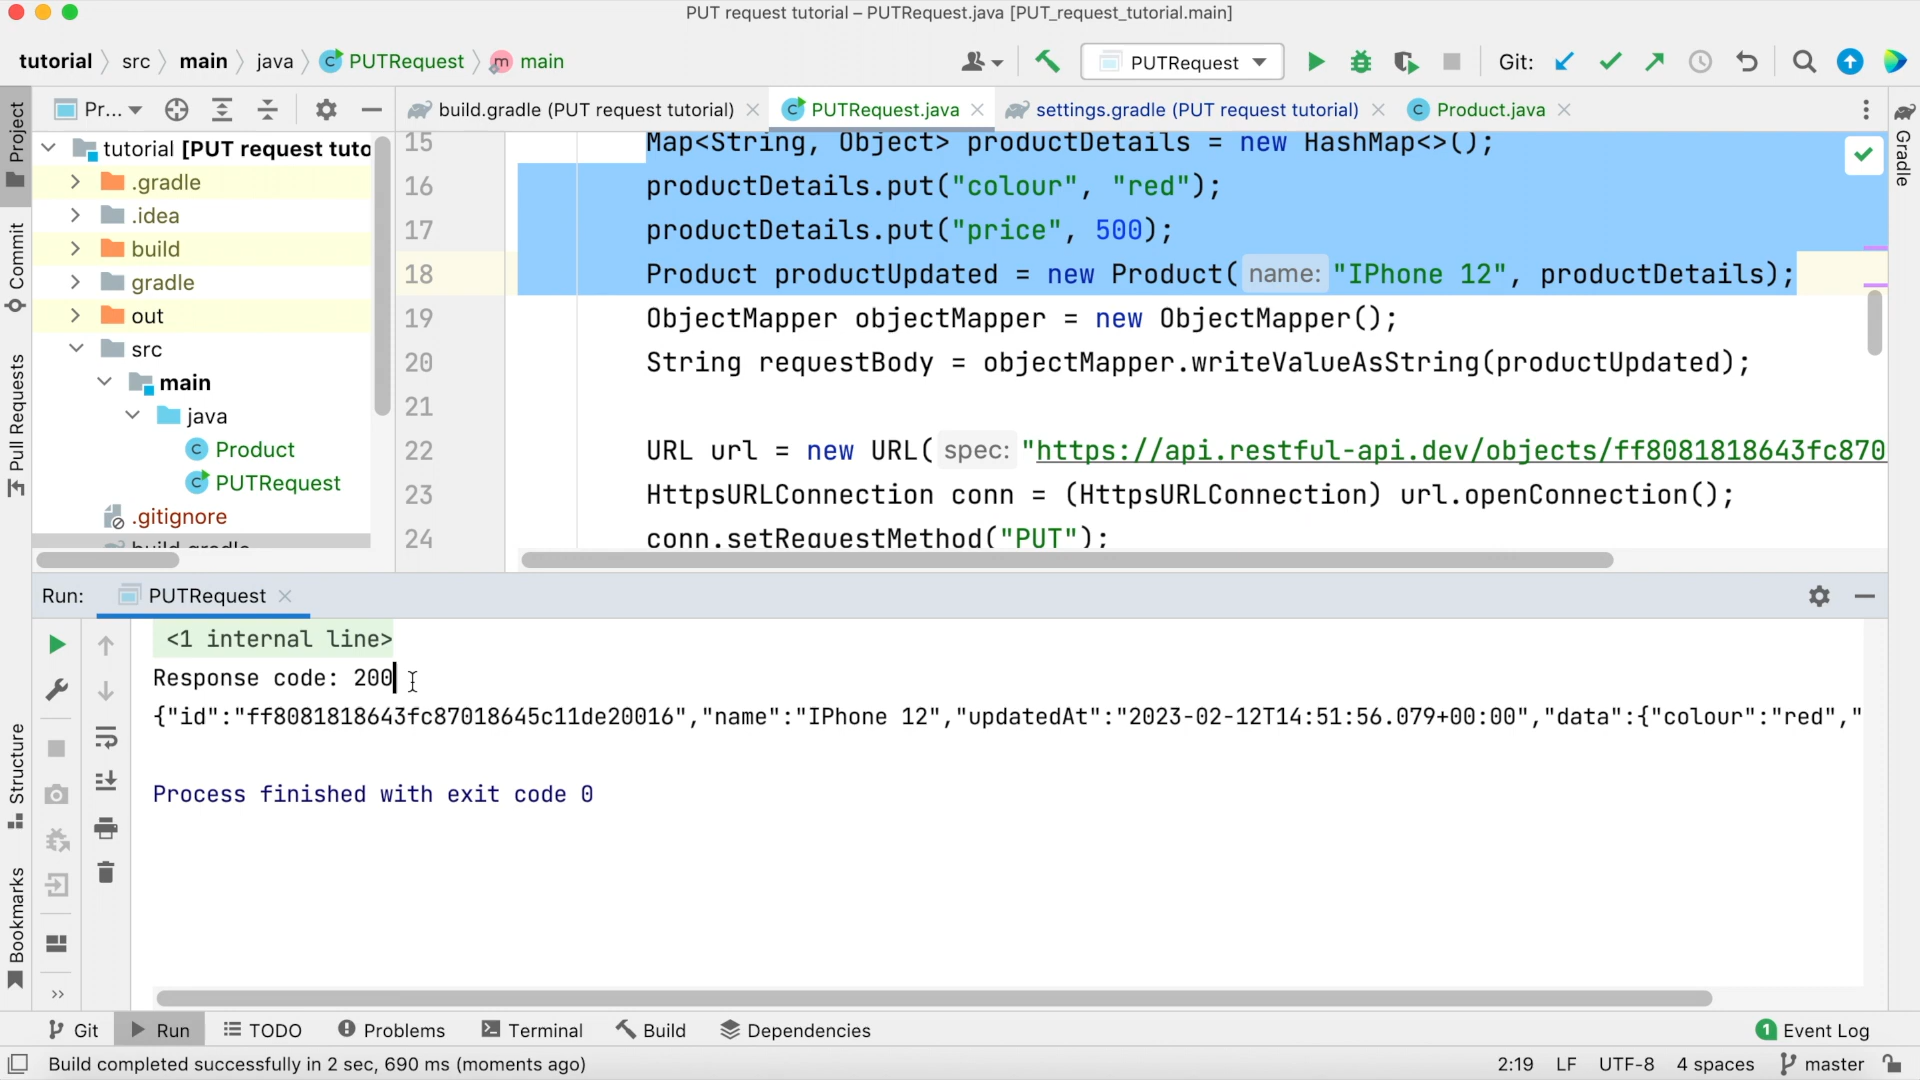 PUT request tutorial – PUTRequest.java [PUT_request_tutorial.main]
tutorial src main java PUTRequest main
PUTRequest Git:
Pr... build.gradle (PUT request tutorial) PUTRequest.java settings.gradle (PUT request tutorial) Product.java
Project
Commit
Pull Requests
Structure
Bookmarks
Gradle
tutorial [PUT request tuto
.gradle
.idea
build
gradle
out
src
main
java
Product
PUTRequest
.gitignore
build.gradle
15 Map<String, Object> productDetails = new HashMap<>();
16 productDetails.put("colour", "red");
17 productDetails.put("price", 500);
18 Product productUpdated = new Product( name: "IPhone 12", productDetails);
19 ObjectMapper objectMapper = new ObjectMapper();
20 String requestBody = objectMapper.writeValueAsString(productUpdated);
21
22 URL url = new URL( spec: "https://api.restful-api.dev/objects/ff8081818643fc870
23 HttpsURLConnection conn = (HttpsURLConnection) url.openConnection();
24 conn.setRequestMethod("PUT");
Run: PUTRequest
<1 internal line>
Response code: 200
{"id":"ff8081818643fc87018645c11de20016","name":"IPhone 12","updatedAt":"2023-02-12T14:51:56.079+00:00","data":{"colour":"red","
Process finished with exit code 0
Git Run TODO Problems Terminal Build Dependencies 1 Event Log
Build completed successfully in 2 sec, 690 ms (moments ago) 2:19 LF UTF-8 4 spaces master